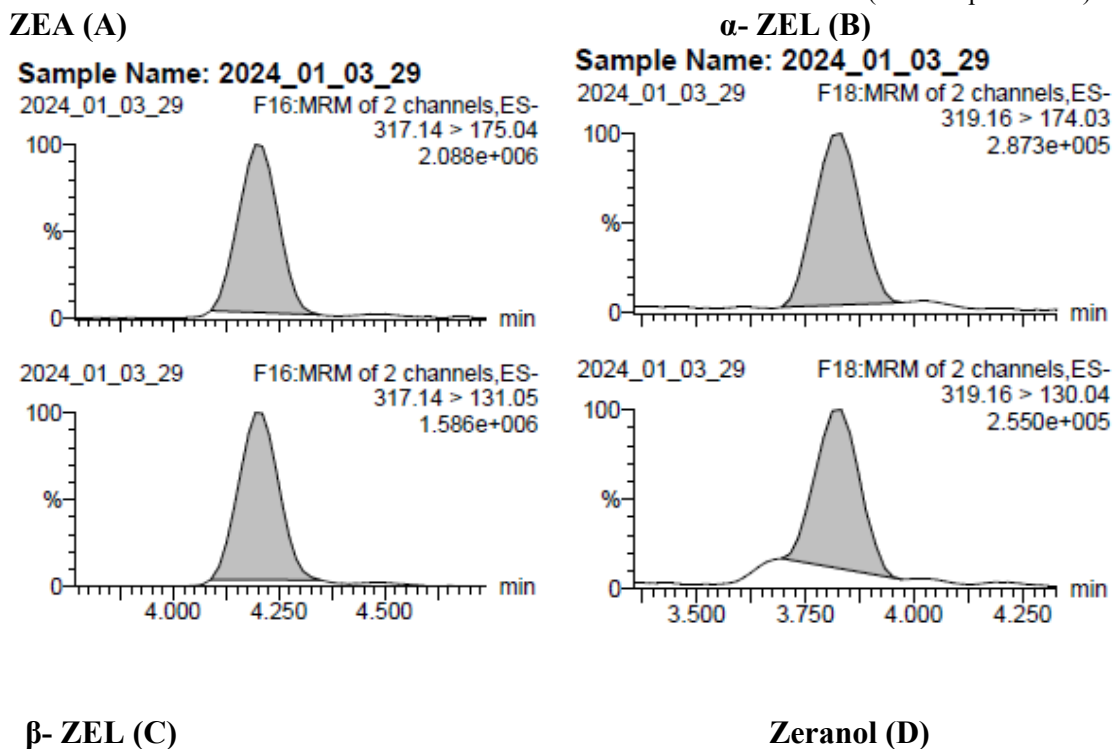 ZEA (A)
Sample Name: 2024_01_03_29
2024_01_03_29
F16:MRM of 2 channels,ES-
317.14 > 175.04
2.088e+006
100
%
0
min
2024_01_03_29
F16:MRM of 2 channels,ES-
317.14 > 131.05
1.586e+006
100
%
0
min
4.000 4.250 4.500
α- ZEL (B)
Sample Name: 2024_01_03_29
2024_01_03_29
F18:MRM of 2 channels,ES-
319.16 > 174.03
2.873e+005
100
%
0
min
2024_01_03_29
F18:MRM of 2 channels,ES-
319.16 > 130.04
2.550e+005
100
%
0
min
3.500 3.750 4.000 4.250
β- ZEL (C)
Zeranol (D)